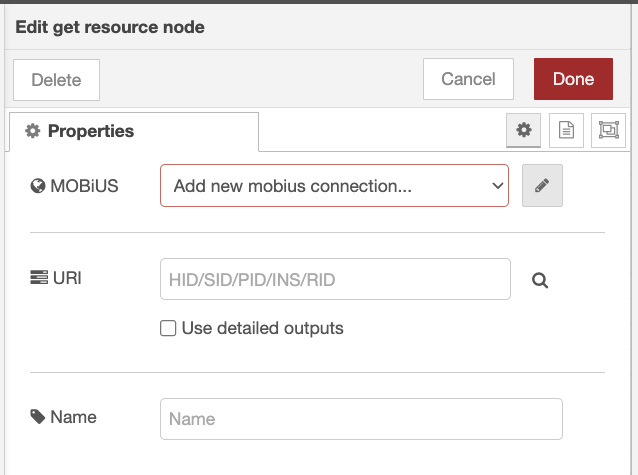 Edit get resource node
Delete
Cancel
Done
Properties
MOBiUS
Add new mobius connection...
URI
HID/SID/PID/INS/RID
Use detailed outputs
Name
Name